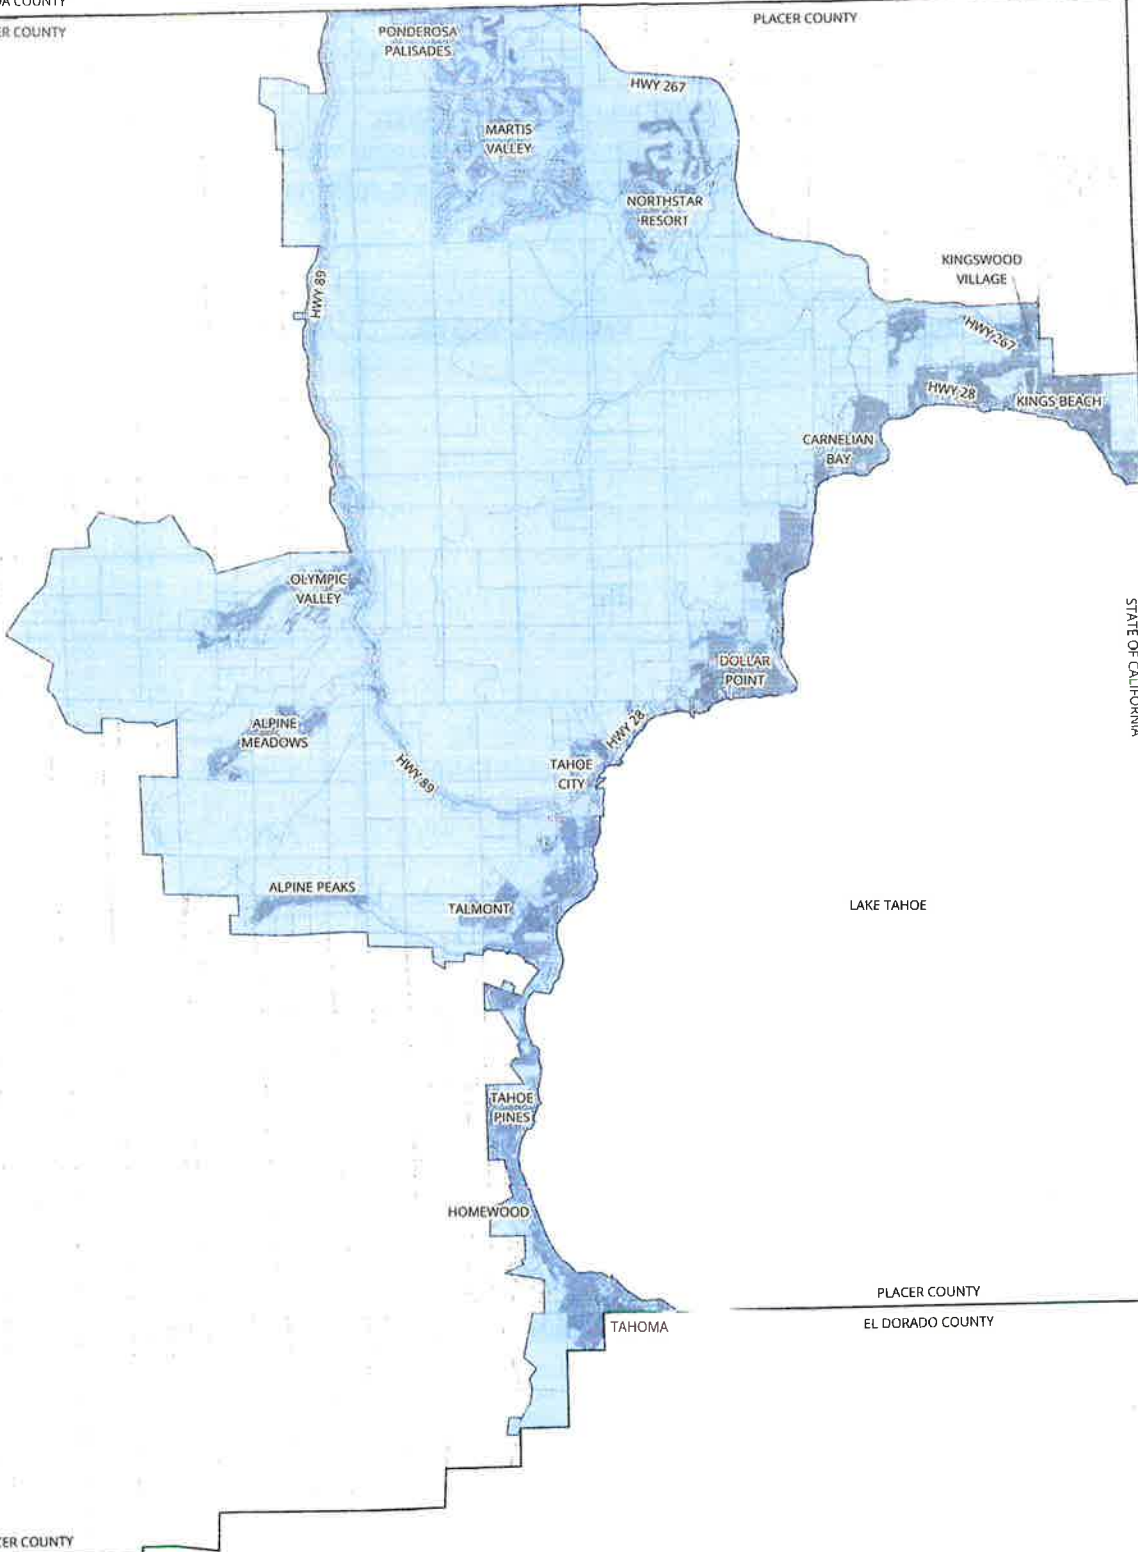 PLACER COUNTY
PONDEROSA
PALISADES
HWY 267
MARTIS
VALLEY
NORTHSTAR
RESORT
KINGSWOOD
VILLAGE
HWY 89
HWY 267
HWY 28
KINGS BEACH
CARNELIAN
BAY
OLYMPIC
VALLEY
STATE OF CALIFORNIA
DOLLAR
POINT
ALPINE
MEADOWS
HWY 28
HWY 89
TAHOE
CITY
ALPINE PEAKS
TALMONT
LAKE TAHOE
TAHOE
PINES
HOMEWOOD
PLACER COUNTY
EL DORADO COUNTY
TAHOMA